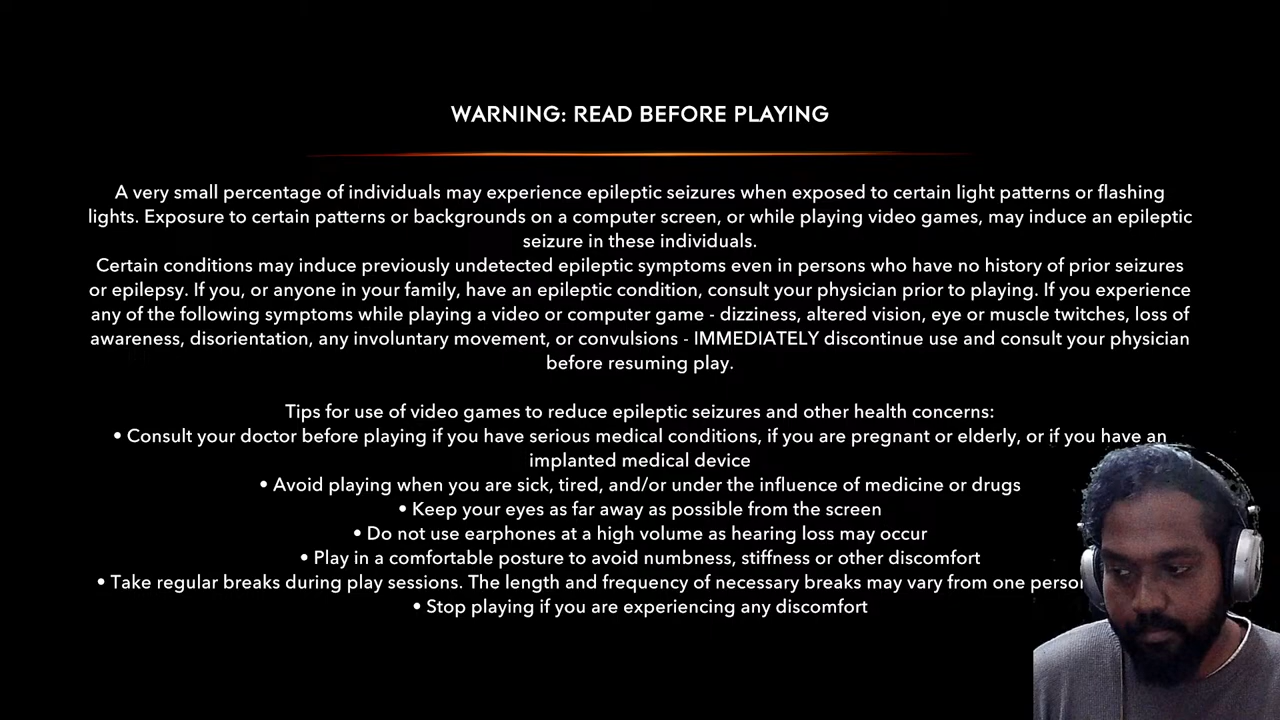 WARNING: READ BEFORE PLAYING
A very small percentage of individuals may experience epileptic seizures when exposed to certain light patterns or flashing
lights. Exposure to certain patterns or backgrounds on a computer screen, or while playing video games, may induce an epileptic
seizure in these individuals.
Certain conditions may induce previously undetected epileptic symptoms even in persons who have no history of prior seizures
or epilepsy. If you, or anyone in your family, have an epileptic condition, consult your physician prior to playing. If you experience
any of the following symptoms while playing a video or computer game - dizziness, altered vision, eye or muscle twitches, loss of
awareness, disorientation, any involuntary movement, or convulsions - IMMEDIATELY discontinue use and consult your physician
before resuming play.
Tips for use of video games to reduce epileptic seizures and other health concerns:
• Consult your doctor before playing if you have serious medical conditions, if you are pregnant or elderly, or if you have an
implanted medical device
• Avoid playing when you are sick, tired, and/or under the influence of medicine or drugs
• Keep your eyes as far away as possible from the screen
• Do not use earphones at a high volume as hearing loss may occur
• Play in a comfortable posture to avoid numbness, stiffness or other discomfort
• Take regular breaks during play sessions. The length and frequency of necessary breaks may vary from one person
• Stop playing if you are experiencing any discomfort